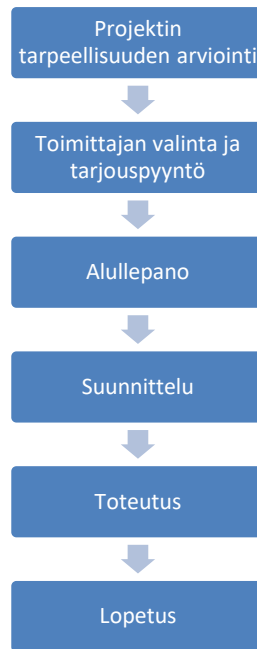 Projektin
tarpeellisuuden arviointi
Toimittajan valinta ja
tarjouspyyntö
Alullepano
Suunnittelu
Toteutus
Lopetus